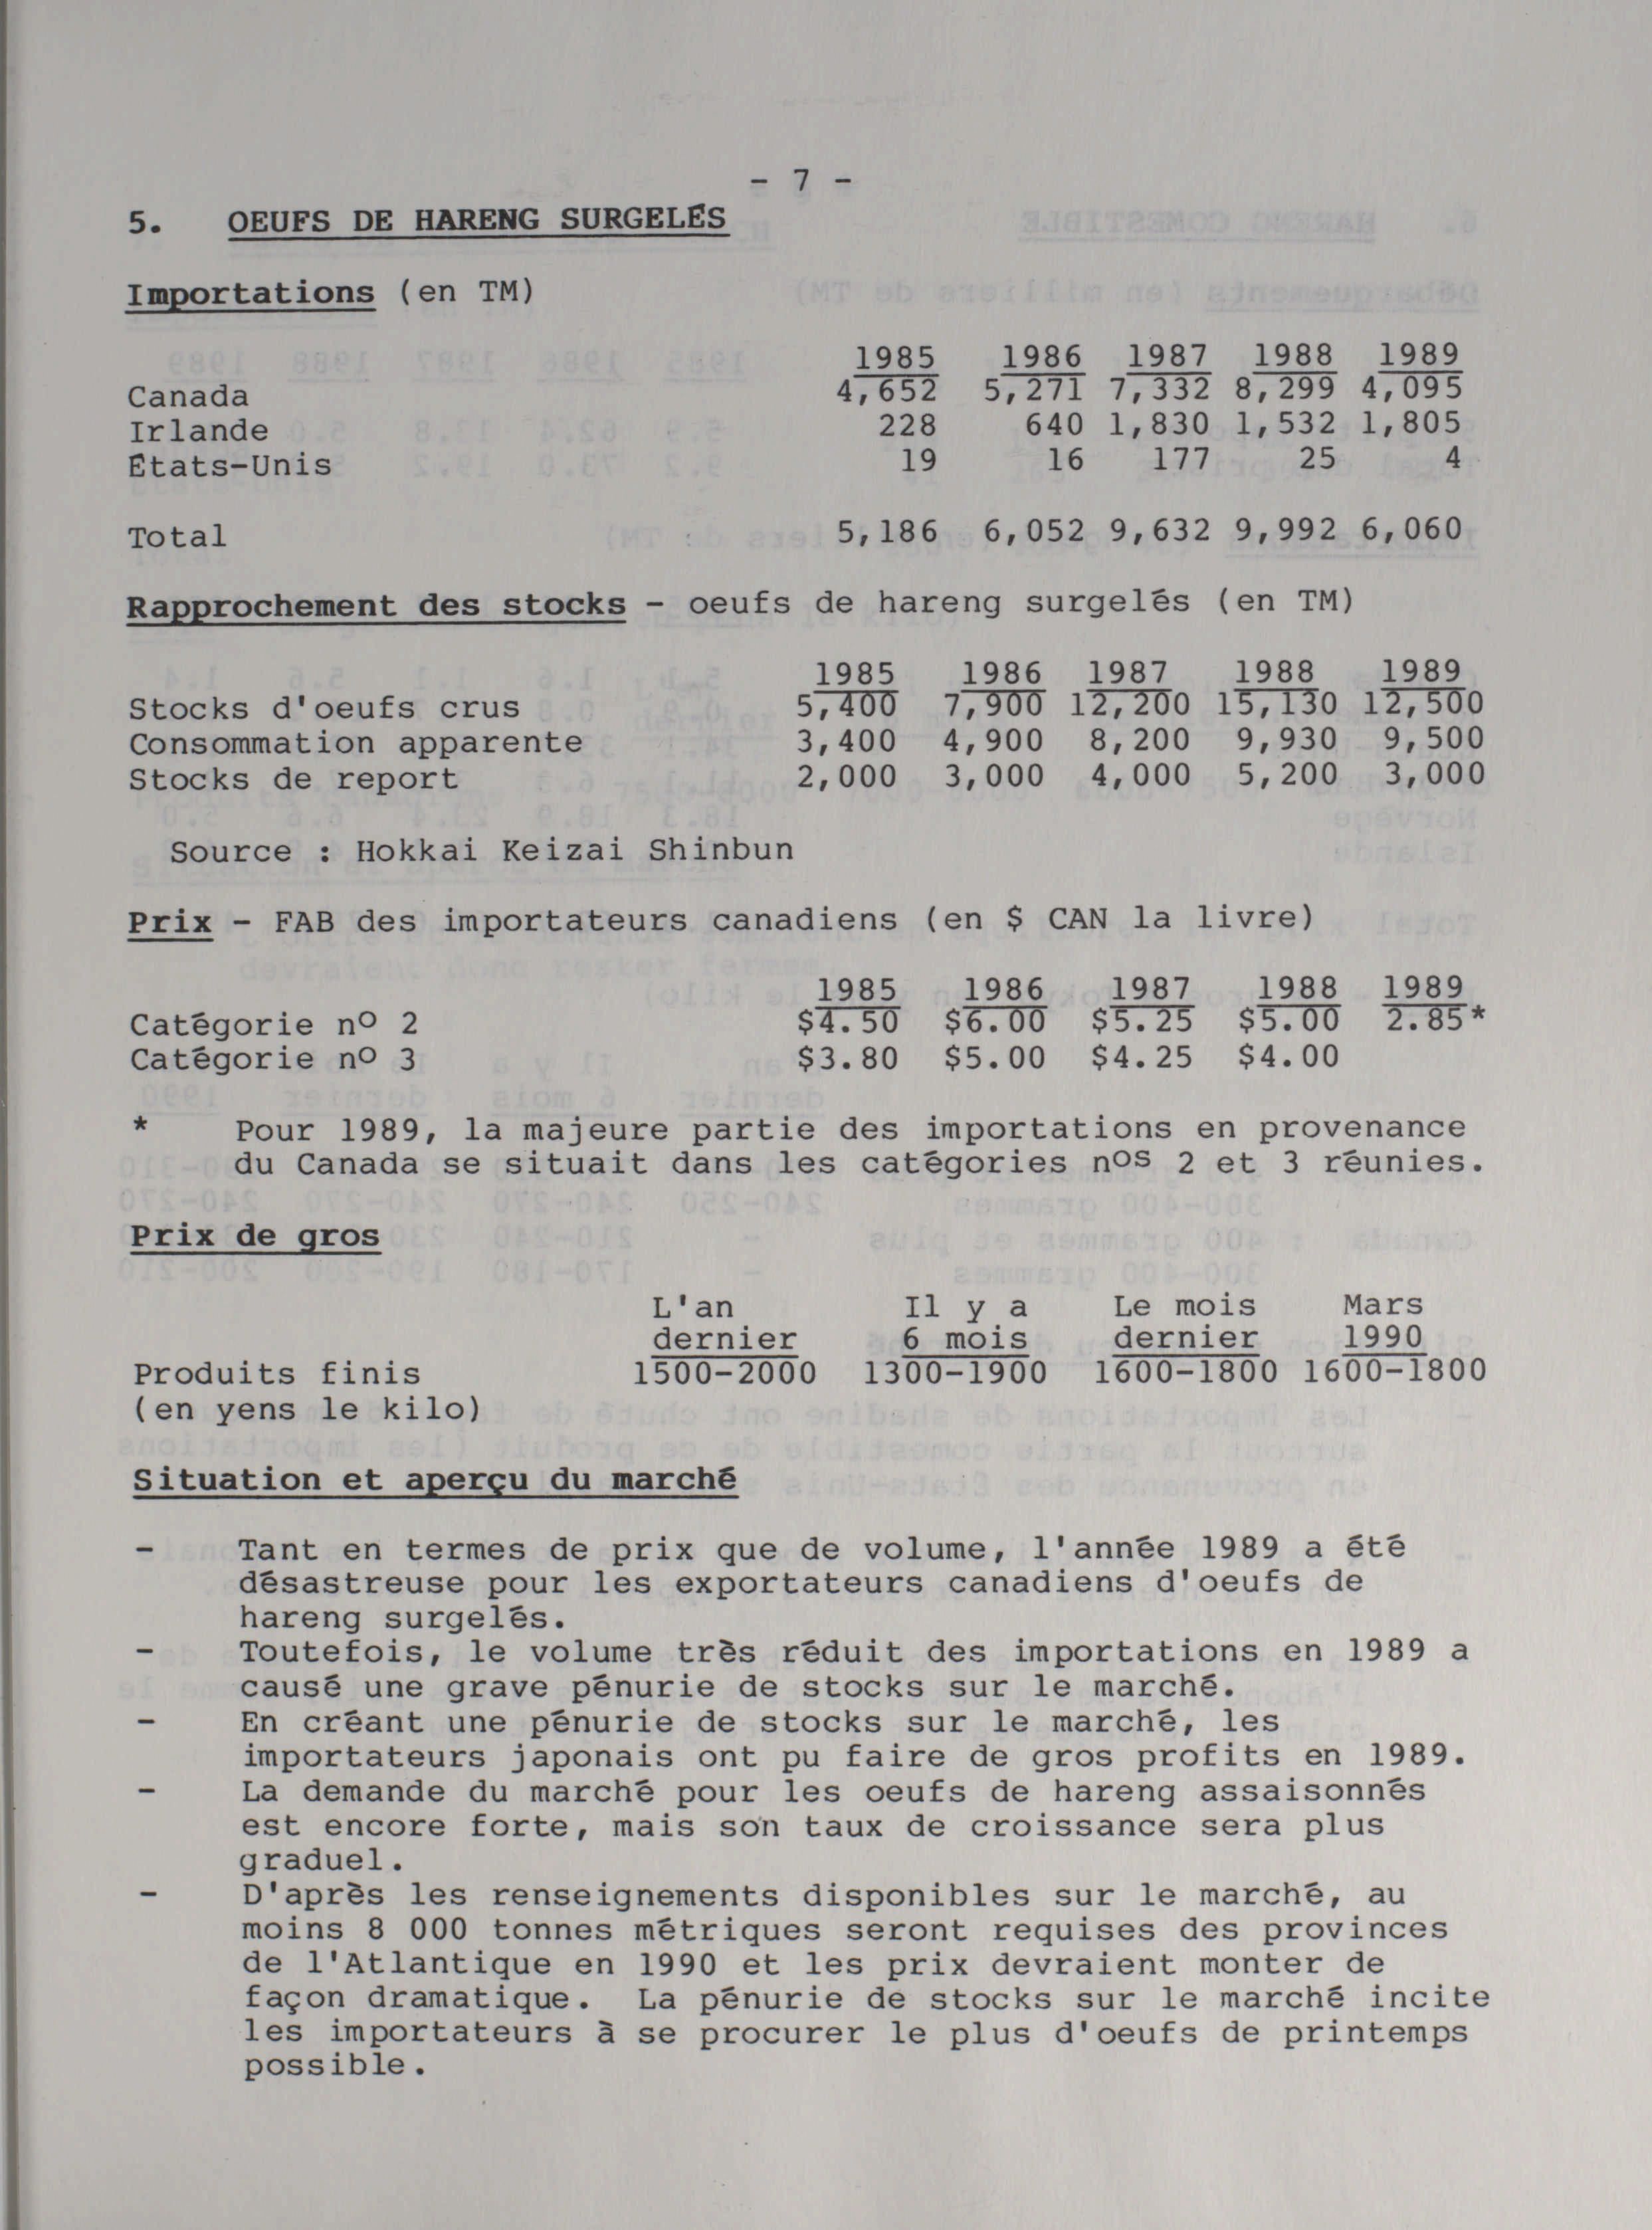 - 7 -
5. OEUFS DE HARENG SURGELÉS
Importations (en TM)
1985 1986 1987 1988 1989
Canada 4,652 5,271 7,332 8,299 4,095
Irlande 228 640 1,830 1,532 1,805
États-Unis 19 16 177 25 4
Total 5,186 6,052 9,632 9,992 6,060
Rapprochement des stocks - oeufs de hareng surgelés (en TM)
1985 1986 1987 1988 1989
Stocks d'oeufs crus 5,400 7,900 12,200 15,130 12,500
Consommation apparente 3,400 4,900 8,200 9,930 9,500
Stocks de report 2,000 3,000 4,000 5,200 3,000
Source : Hokkai Keizai Shinbun
Prix - FAB des importateurs canadiens (en $ CAN la livre)
1985 1986 1987 1988 1989
Catégorie nº 2 $4.50 $6.00 $5.25 $5.00 2.85*
Catégorie nº 3 $3.80 $5.00 $4.25 $4.00
* Pour 1989, la majeure partie des importations en provenance
du Canada se situait dans les catégories nos 2 et 3 réunies.
Prix de gros
L'an Il y a Le mois Mars
dernier 6 mois dernier 1990
Produits finis 1500-2000 1300-1900 1600-1800 1600-1800
(en yens le kilo)
Situation et aperçu du marché
- Tant en termes de prix que de volume, l'année 1989 a été
désastreuse pour les exportateurs canadiens d'oeufs de
hareng surgelés.
- Toutefois, le volume très réduit des importations en 1989 a
causé une grave pénurie de stocks sur le marché.
- En créant une pénurie de stocks sur le marché, les
importateurs japonais ont pu faire de gros profits en 1989.
- La demande du marché pour les oeufs de hareng assaisonnés
est encore forte, mais son taux de croissance sera plus
graduel.
- D'après les renseignements disponibles sur le marché, au
moins 8 000 tonnes métriques seront requises des provinces
de l'Atlantique en 1990 et les prix devraient monter de
façon dramatique. La pénurie de stocks sur le marché incite
les importateurs à se procurer le plus d'oeufs de printemps
possible.